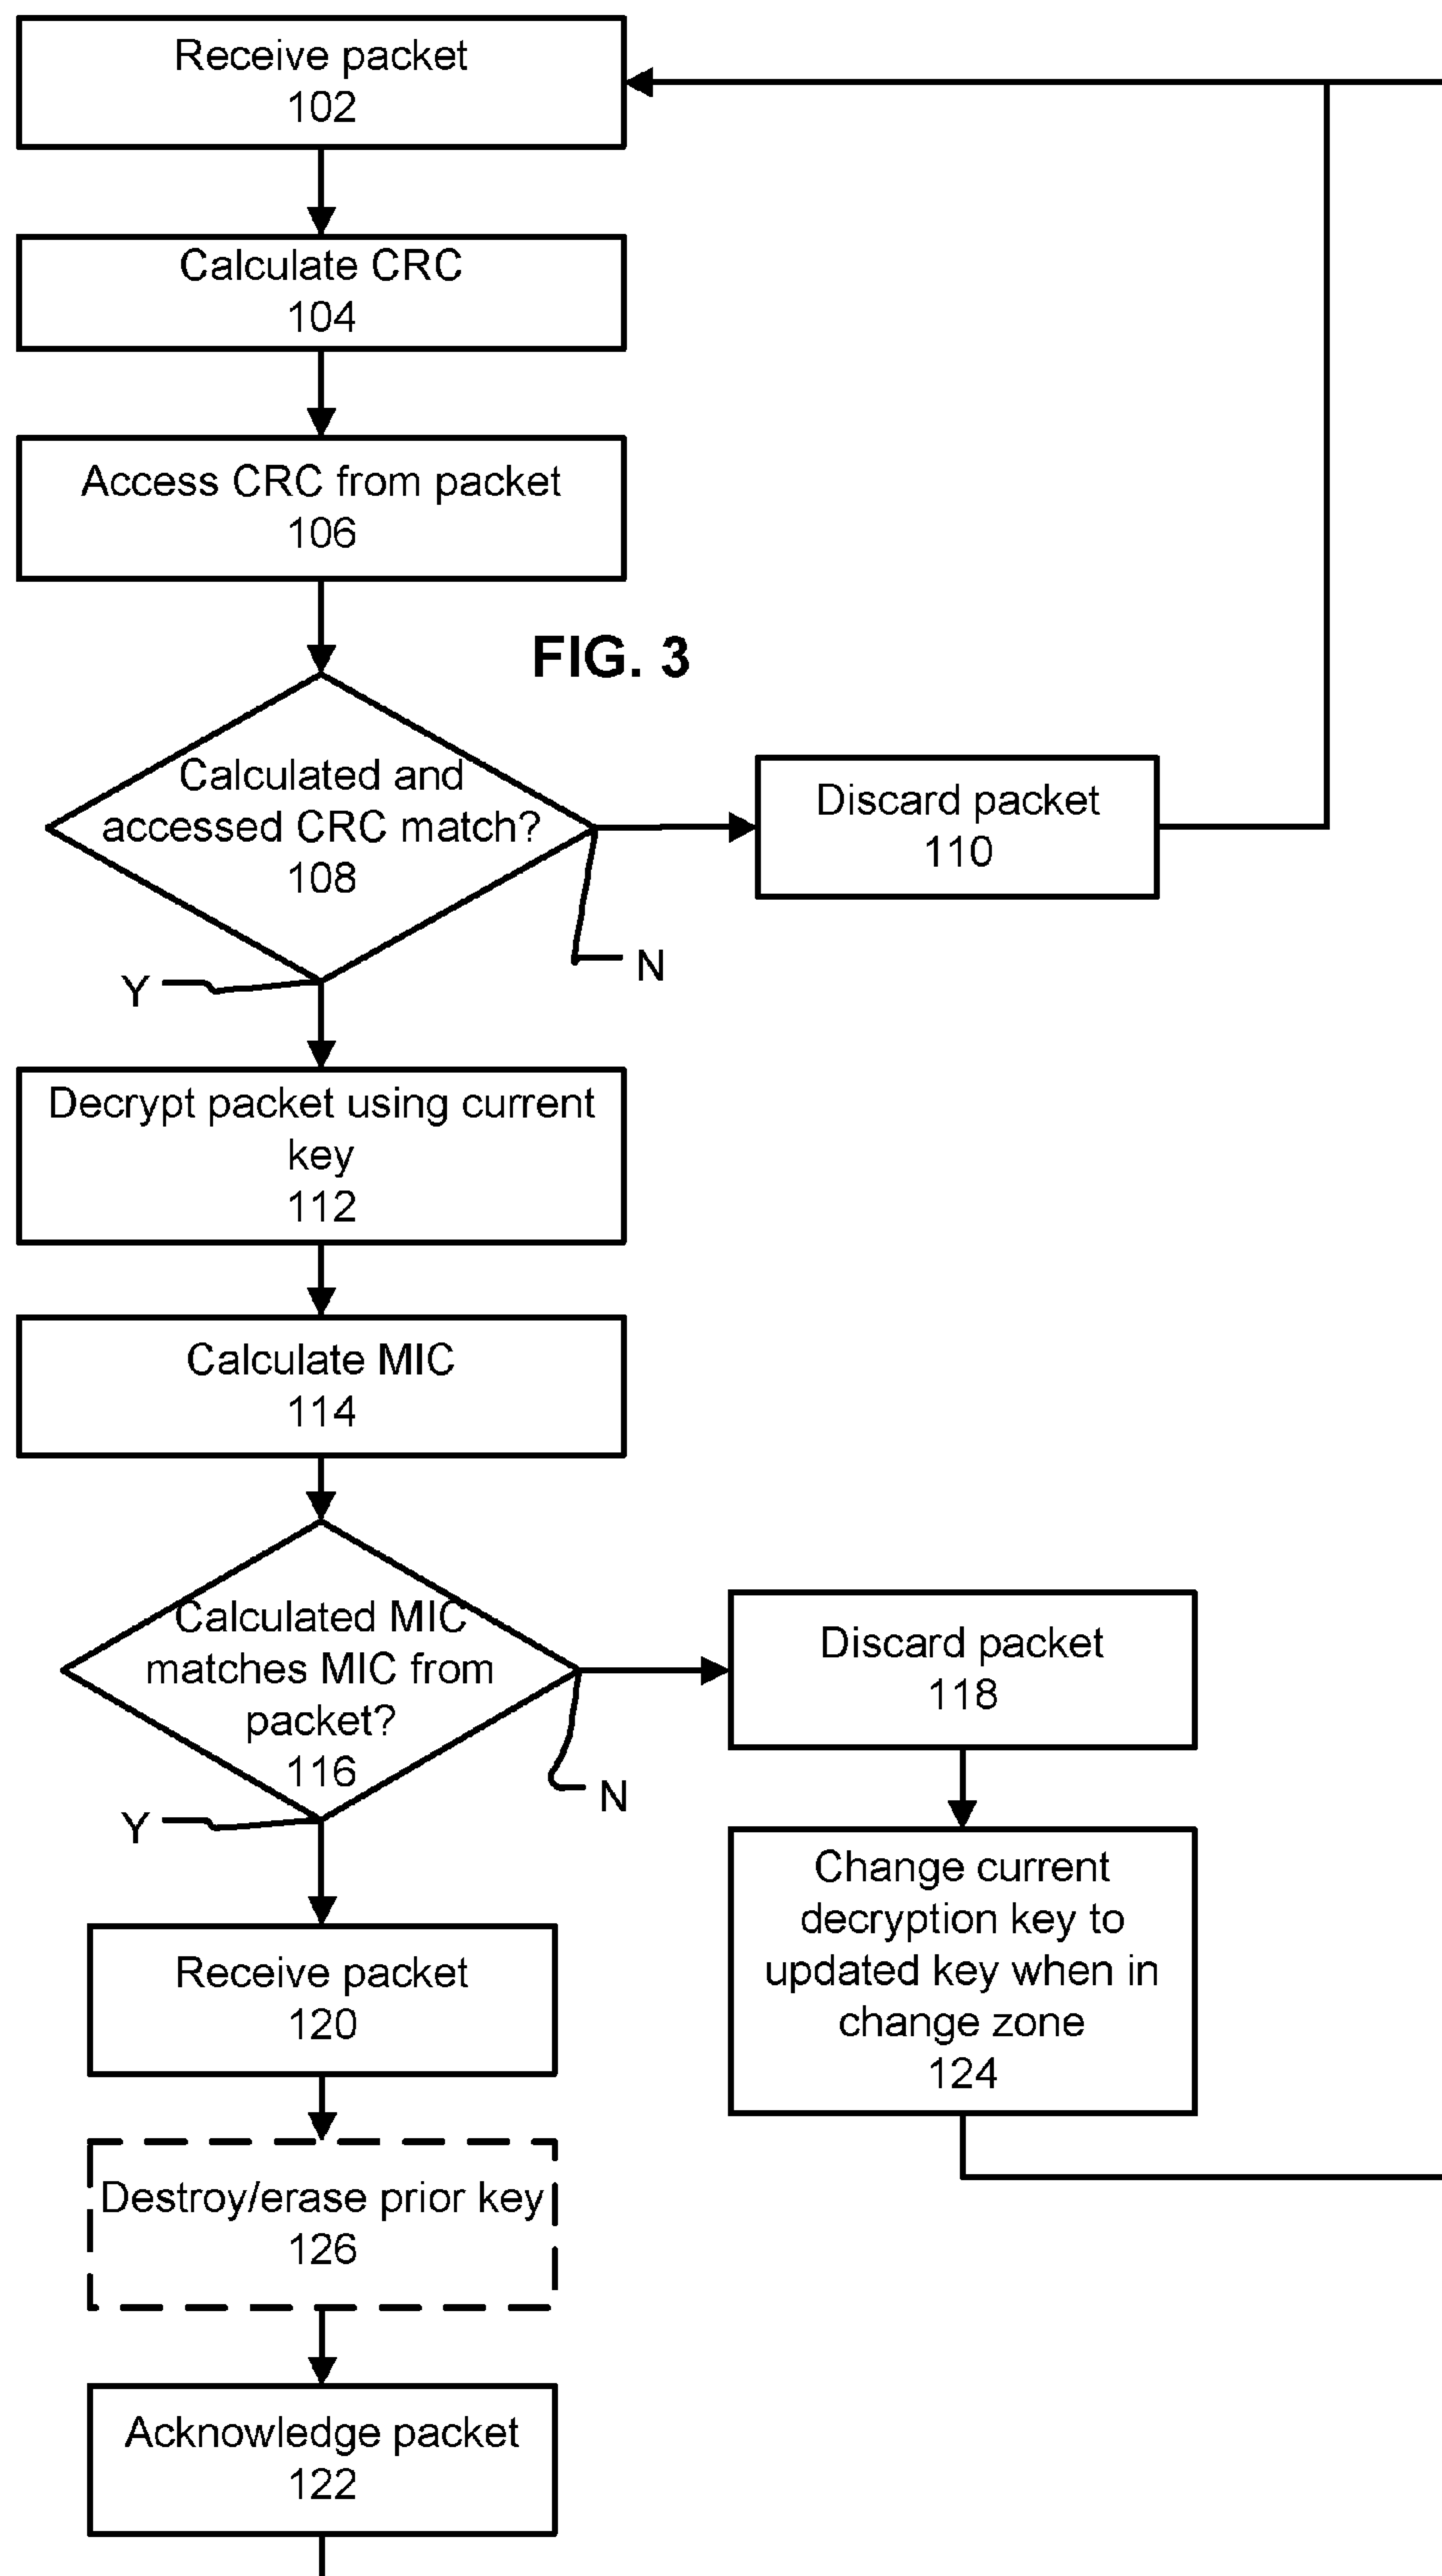 Receive packet
102
Calculate CRC
104
Access CRC from packet
106
FIG. 3
Calculated and
accessed CRC match?
108
Discard packet
110
N
Y
Decrypt packet using current
key
112
Calculate MIC
114
Calculated MIC
matches MIC from
packet?
116
Discard packet
118
N
Y
Change current
decryption key to
updated key when in
change zone
124
Receive packet
120
Destroy/erase prior key
126
Acknowledge packet
122